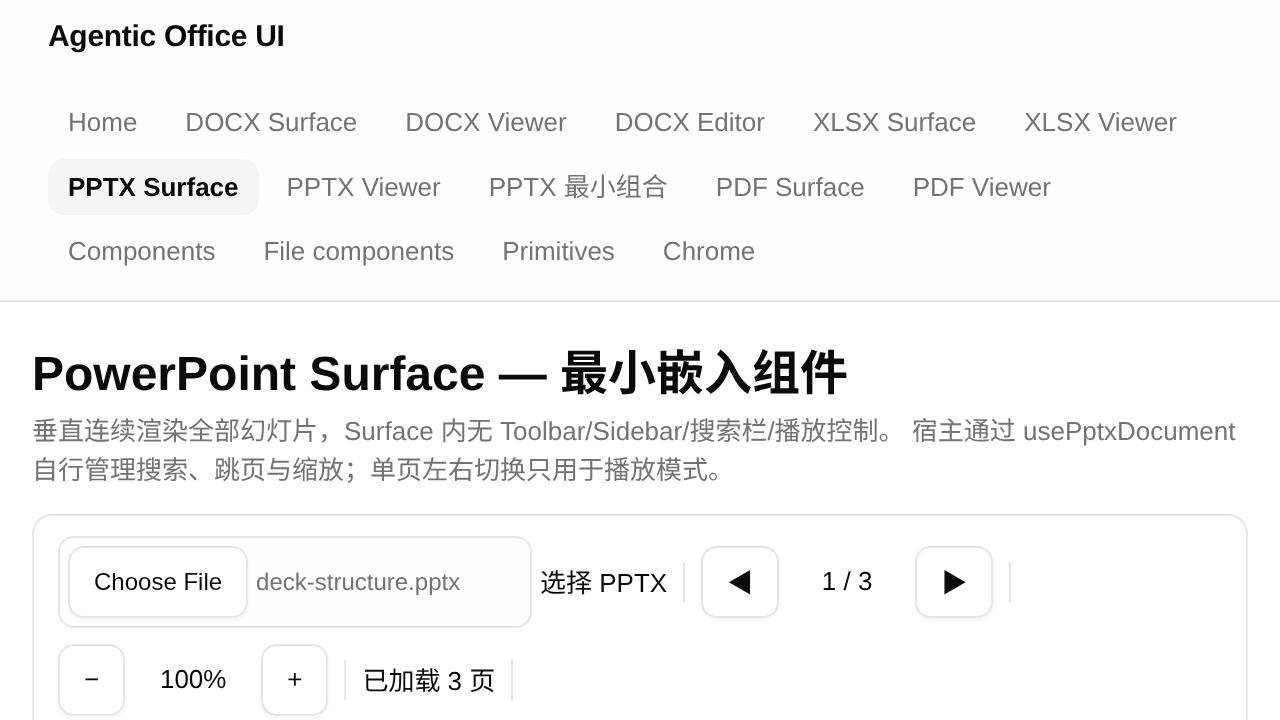 Agentic Office UI
Home DOCX Surface DOCX Viewer DOCX Editor XLSX Surface XLSX Viewer
PPTX Surface PPTX Viewer PPTX 最小组合 PDF Surface PDF Viewer
Components File components Primitives Chrome
PowerPoint Surface — 最小嵌入组件
垂直连续渲染全部幻灯片，Surface 内无 Toolbar/Sidebar/搜索栏/播放控制。 宿主通过 usePptxDocument
自行管理搜索、跳页与缩放；单页左右切换只用于播放模式。
Choose File deck-structure.pptx 选择 PPTX ◀ 1 / 3 ▶
− 100% + 已加载 3 页